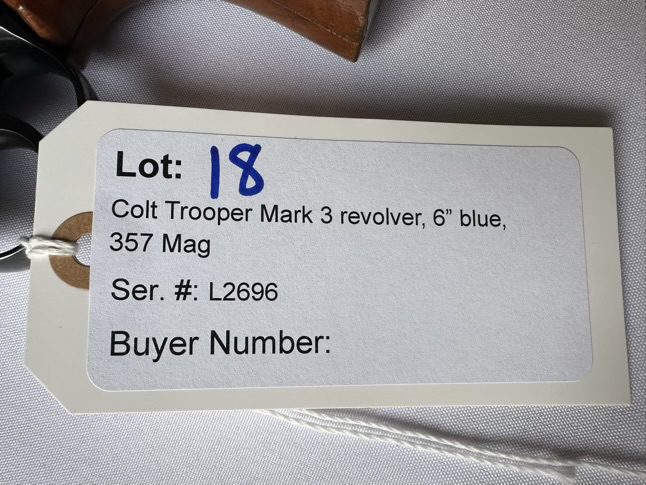 Lot: 18
Colt Trooper Mark 3 revolver, 6” blue,
357 Mag
Ser. #: L2696
Buyer Number: